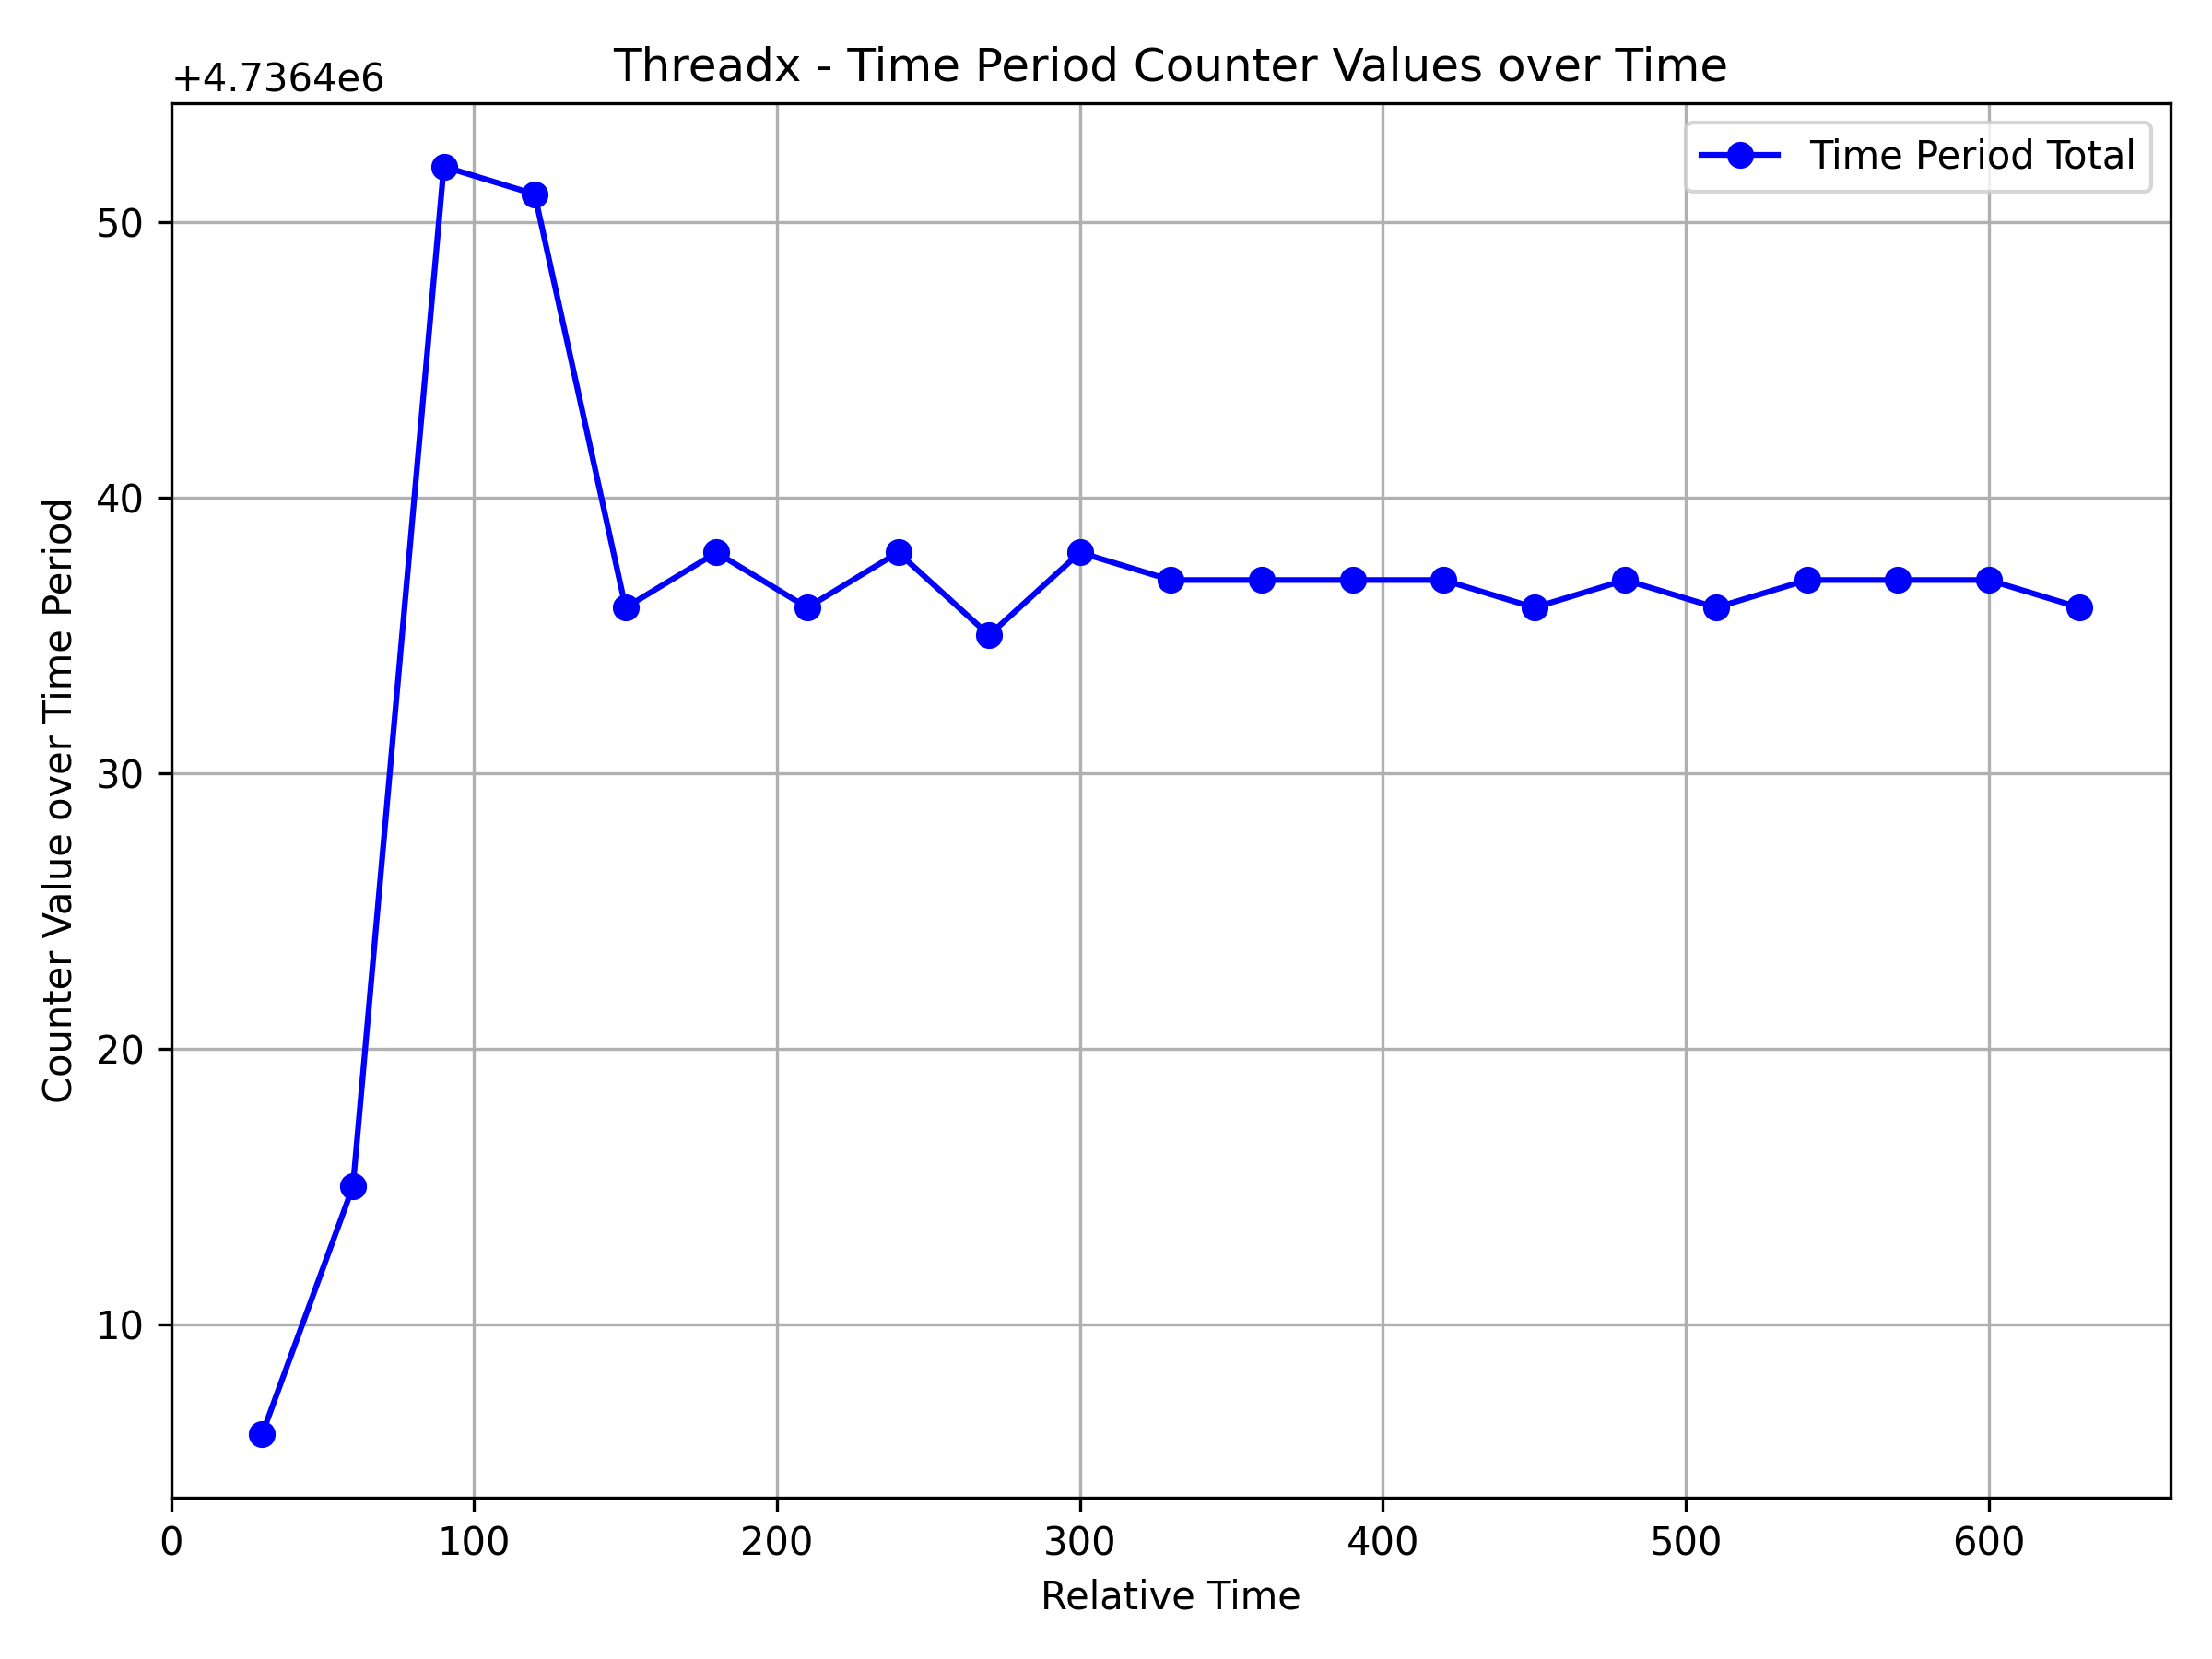 Threadx - Time Period Counter Values over Time
+4.7364e6
Time Period Total
Counter Value over Time Period
50
40
30
20
10
0 100 200 300 400 500 600
Relative Time